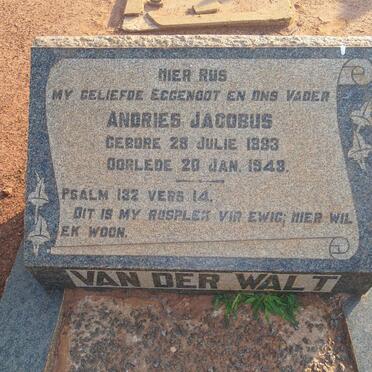 HIER RUS
MY GELIEFDE EGGENOOT EN ONS VADER
ANDRIES JACOBUS
GEBORE 28 JULIE 1893
OORLEDE 20 JAN. 1943.
PSALM 132 VERS 14.
DIT IS MY RUSPLEK VIR EWIG; HIER WIL
EK WOON.
VAN DER WALT